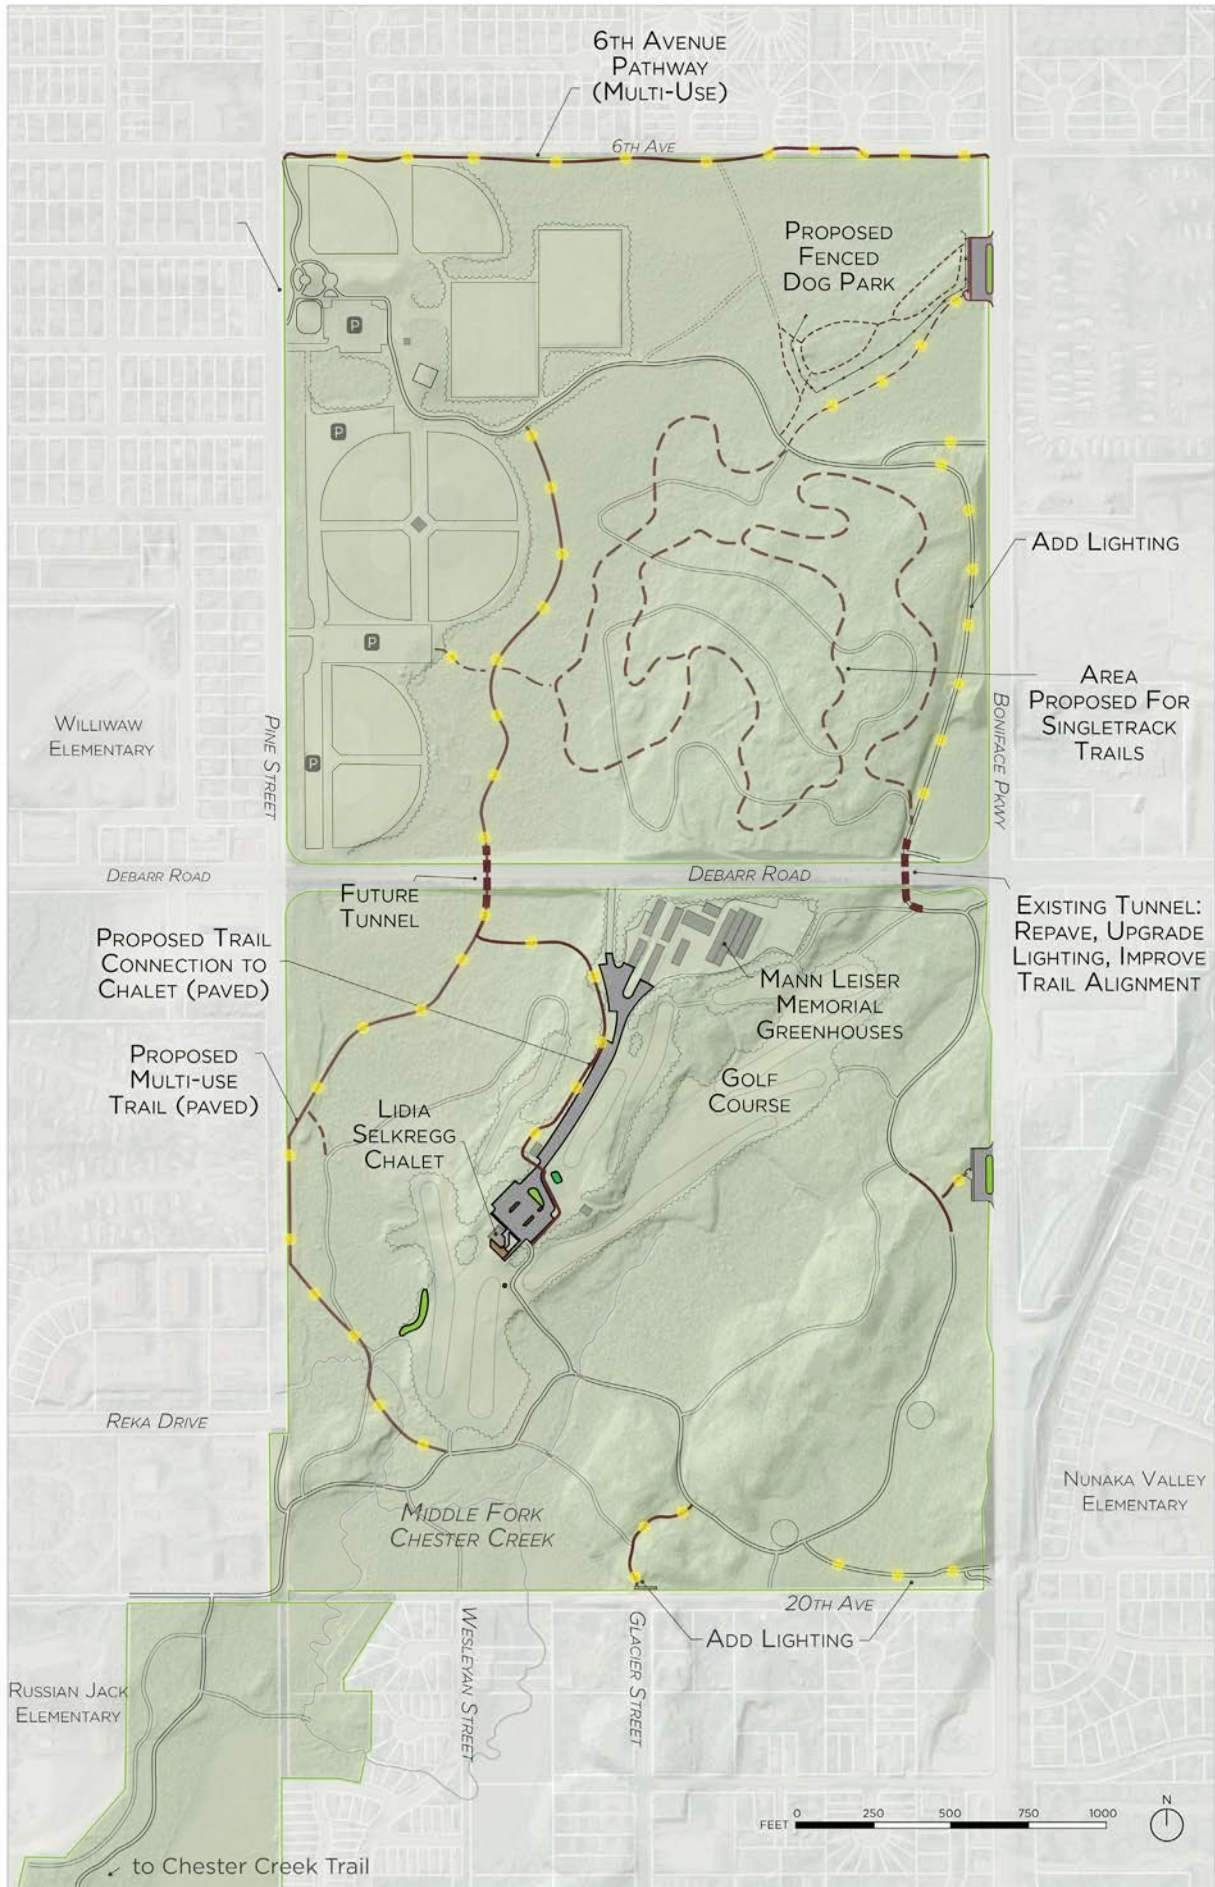 6TH AVENUE
PATHWAY
(MULTI-USE)
6TH AVE
PROPOSED
FENCED
DOG PARK
P
P
ADD LIGHTING
P
AREA
PROPOSED FOR
SINGLETRACK
TRAILS
WILLIWAW
ELEMENTARY
PINE STREET
BONIFACE PKWY
P
DEBARR ROAD
DEBARR ROAD
FUTURE
TUNNEL
EXISTING TUNNEL:
REPAVE, UPGRADE
LIGHTING, IMPROVE
TRAIL ALIGNMENT
PROPOSED TRAIL
CONNECTION TO
CHALET (PAVED)
MANN LEISER
MEMORIAL
GREENHOUSES
PROPOSED
MULTI-USE
TRAIL (PAVED)
GOLF
COURSE
LIDIA
SELKREGG
CHALET
REKA DRIVE
NUNAKA VALLEY
ELEMENTARY
MIDDLE FORK
CHESTER CREEK
20TH AVE
WESLEYAN STREET
GLACIER STREET
ADD LIGHTING
RUSSIAN JACK
ELEMENTARY
N
0 250 500 750 1000
FEET
to Chester Creek Trail